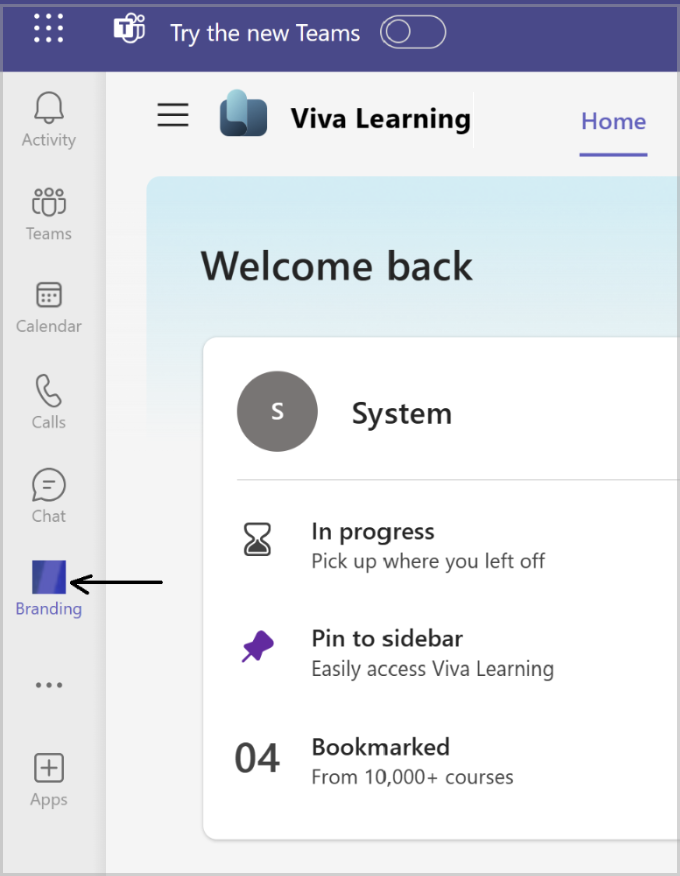 Try the new Teams
Activity
Teams
Calendar
Calls
Chat
Branding
Apps
Viva Learning
Home
Welcome back
S
System
In progress
Pick up where you left off
Pin to sidebar
Easily access Viva Learning
04
Bookmarked
From 10,000+ courses